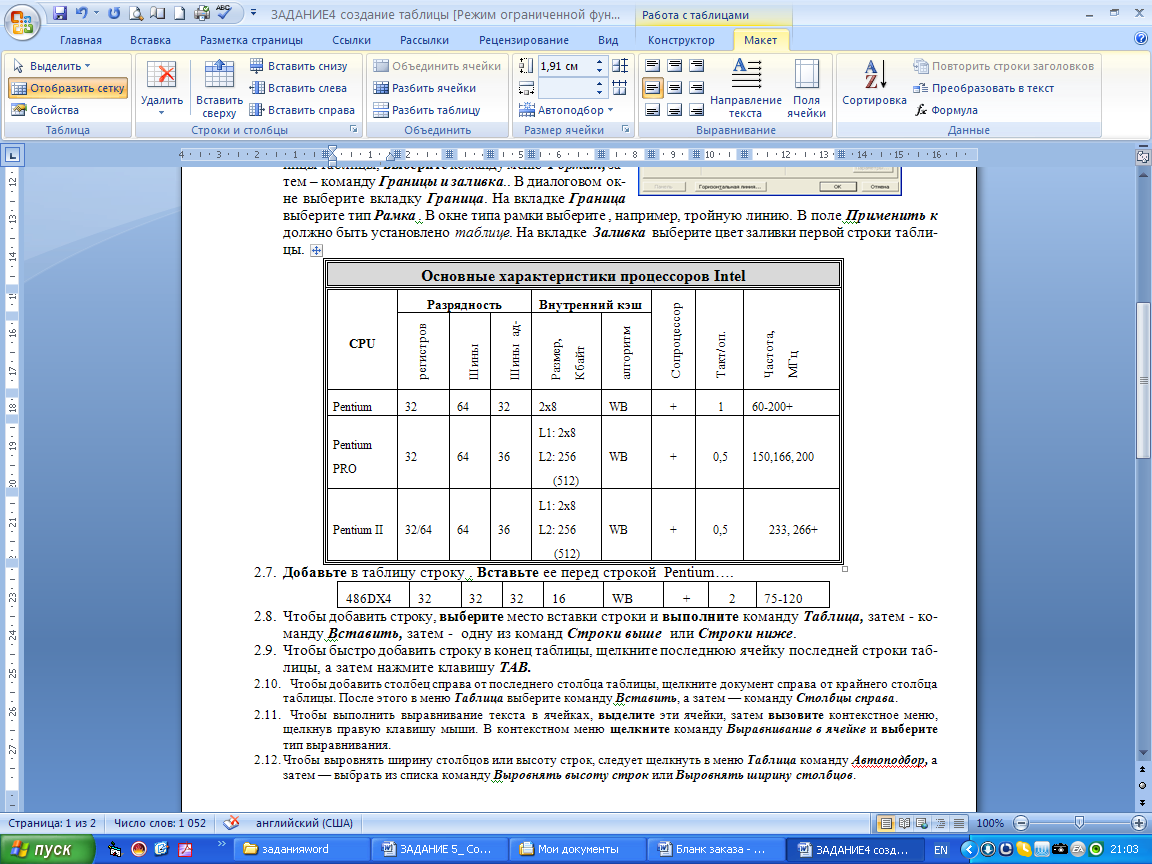 ЗАДАНИЕ4 создание таблицы [Режим ограниченной фун...
Работа с таблицами
Главная Вставка Разметка страницы Ссылки Рассылки Рецензирование Вид Конструктор Макет
Выделить Отобразить сетку Свойства
Таблица
Удалить Вставить сверху Вставить снизу Вставить слева Вставить справа
Строки и столбцы
Объединить ячейки Разбить ячейки Разбить таблицу
Объединить
1,91 см Автоподбор
Размер ячейки
Направление текста Поля ячейки
Выравнивание
Сортировка Повторить строки заголовков Преобразовать в текст Формула
Данные
тем – команду Границы и заливка.. В диалоговом ок-
не выберите вкладку Граница. На вкладке Граница
выберите тип Рамка. В окне типа рамки выберите , например, тройную линию. В поле Применить к
должно быть установлено таблице. На вкладке Заливка выберите цвет заливки первой строки табли-
цы.
Горизонтальная линия... ОК Отмена
Основные характеристики процессоров Intel
CPU Разрядность Внутренний кэш Сопроцессор Такт/оп. Частота, МГц
регистров Шины Шины ад- Размер, Кбайт алгоритм
Pentium 32 64 32 2x8 WB + 1 60-200+
Pentium PRO 32 64 36 L1: 2x8 L2: 256 (512) WB + 0,5 150,166, 200
Pentium II 32/64 64 36 L1: 2x8 L2: 256 (512) WB + 0,5 233, 266+
2.7. Добавьте в таблицу строку . Вставьте ее перед строкой Pentium….
486DX4 32 32 32 16 WB + 2 75-120
2.8. Чтобы добавить строку, выберите место вставки строки и выполните команду Таблица, затем - ко-
манду Вставить, затем - одну из команд Строки выше или Строки ниже.
2.9. Чтобы быстро добавить строку в конец таблицы, щелкните последнюю ячейку последней строки таб-
лицы, а затем нажмите клавишу TAB.
2.10. Чтобы добавить столбец справа от последнего столбца таблицы, щелкните документ справа от крайнего столбца
таблицы. После этого в меню Таблица выберите команду Вставить, а затем — команду Столбцы справа.
2.11. Чтобы выполнить выравнивание текста в ячейках, выделите эти ячейки, затем вызовите контекстное меню,
щелкнув правую клавишу мыши. В контекстном меню щелкните команду Выравнивание в ячейке и выберите
тип выравнивания.
2.12. Чтобы выровнять ширину столбцов или высоту строк, следует щелкнуть в меню Таблица команду Автоподбор, а
затем — выбрать из списка команду Выровнять высоту строк или Выровнять ширину столбцов.
Страница: 1 из 2 Число слов: 1 052 английский (США) 100%
пуск заданияword ЗАДАНИЕ 5_ Со... Мои документы Бланк заказа - ... ЗАДАНИЕ4 созд... EN 21:03